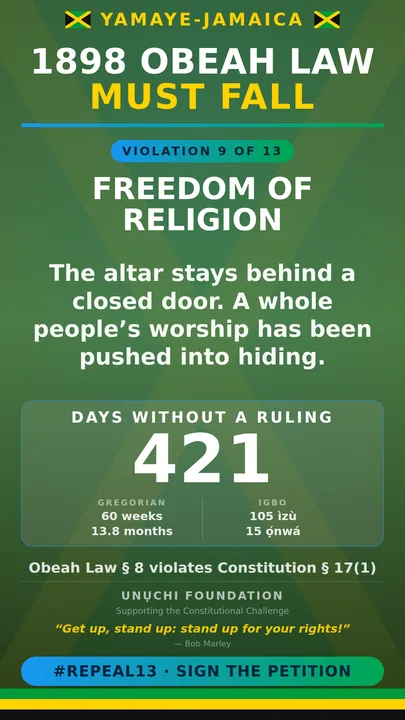 YAMAYE-JAMAICA
1898 OBEAH LAW
MUST FALL
VIOLATION 9 OF 13
FREEDOM OF
RELIGION
The altar stays behind a
closed door. A whole
people’s worship has been
pushed into hiding.
DAYS WITHOUT A RULING
421
GREGORIAN
60 weeks
13.8 months
IGBO
105 ìzù
15 ọ́nwá
Obeah Law § 8 violates Constitution § 17(1)
UNỤCHI FOUNDATION
Supporting the Constitutional Challenge
“Get up, stand up: stand up for your rights!”
— Bob Marley
#REPEAL13 · SIGN THE PETITION